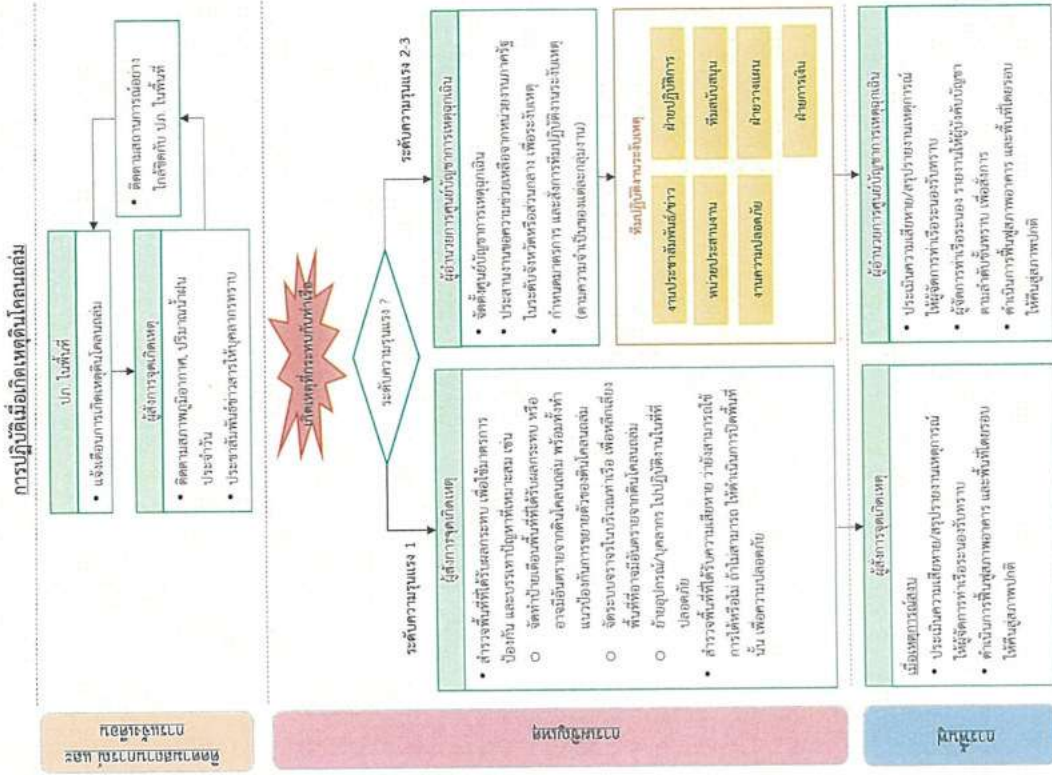 การปฏิบัติเมื่อเกิดเหตุดินโคลนถล่ม
ติดตามสถานการณ์ และ
การแจ้งเตือน
ปภ. ในพื้นที่
• แจ้งเตือนการเกิดเหตุดินโคลนถล่ม
ผู้สั่งการจุดเกิดเหตุ
• ติดตามสภาพภูมิอากาศ, ปริมาณน้ำฝน
ประจำวัน
• ประชาสัมพันธ์ข่าวสารให้บุคลากรทราบ
• ติดตามสถานการณ์อย่าง
ใกล้ชิดกับ ปภ. ในพื้นที่
การเผชิญเหตุ
เกิดเหตุที่กระทบกับท่าเรือ
ระดับความรุนแรง ?
ระดับความรุนแรง 1
ระดับความรุนแรง 2-3
ผู้สั่งการจุดเกิดเหตุ
• สำรวจพื้นที่ที่ได้รับผลกระทบ เพื่อใช้มาตรการ
ป้องกัน และบรรเทาปัญหาที่เหมาะสม เช่น
○ จัดทำป้ายเตือนพื้นที่ที่ได้รับผลกระทบ หรือ
อาจมีอันตรายจากดินโคลนถล่ม พร้อมทั้งทำ
แนวป้องกันการขยายตัวของดินโคลนถล่ม
○ จัดระบบจราจรในบริเวณท่าเรือ เพื่อหลีกเลี่ยง
พื้นที่ที่อาจมีอันตรายจากดินโคลนถล่ม
○ ย้ายอุปกรณ์/บุคลากร ไปปฏิบัติงานในที่ที่
ปลอดภัย
• สำรวจพื้นที่ที่ได้รับความเสียหาย ว่ายังสามารถใช้
การได้หรือไม่ ถ้าไม่สามารถ ให้ดำเนินการปิดพื้นที่
นั้น เพื่อความปลอดภัย
ผู้อำนวยการศูนย์บัญชาการเหตุฉุกเฉิน
• จัดตั้งศูนย์บัญชาการเหตุฉุกเฉิน
• ประสานงานขอความช่วยเหลือจากหน่วยงานภาครัฐ
ในระดับจังหวัดหรือส่วนกลาง เพื่อระงับเหตุ
• กำหนดมาตรการ และสั่งการทีมปฏิบัติงานระงับเหตุ
(ตามความจำเป็นของแต่ละกลุ่มงาน)
ทีมปฏิบัติงานระงับเหตุ
งานประชาสัมพันธ์/ข่าว
ฝ่ายปฏิบัติการ
หน่วยประสานงาน
ทีมสนับสนุน
งานความปลอดภัย
ฝ่ายวางแผน
ฝ่ายการเงิน
การฟื้นฟู
ผู้สั่งการจุดเกิดเหตุ
เมื่อเหตุการณ์สงบ
• ประเมินความเสียหาย/สรุปรายงานเหตุการณ์
ให้ผู้จัดการท่าเรือระนองรับทราบ
• ดำเนินการฟื้นฟูสภาพอาคาร และพื้นที่โดยรอบ
ให้คืนสู่สภาพปกติ
ผู้อำนวยการศูนย์บัญชาการเหตุฉุกเฉิน
• ประเมินความเสียหาย/สรุปรายงานเหตุการณ์
ให้ผู้จัดการท่าเรือระนองรับทราบ
• ผู้จัดการท่าเรือระนอง รายงานให้ผู้บังคับบัญชา
ตามลำดับชั้นทราบ เพื่อสั่งการ
• ดำเนินการฟื้นฟูสภาพอาคาร และพื้นที่โดยรอบ
ให้คืนสู่สภาพปกติ